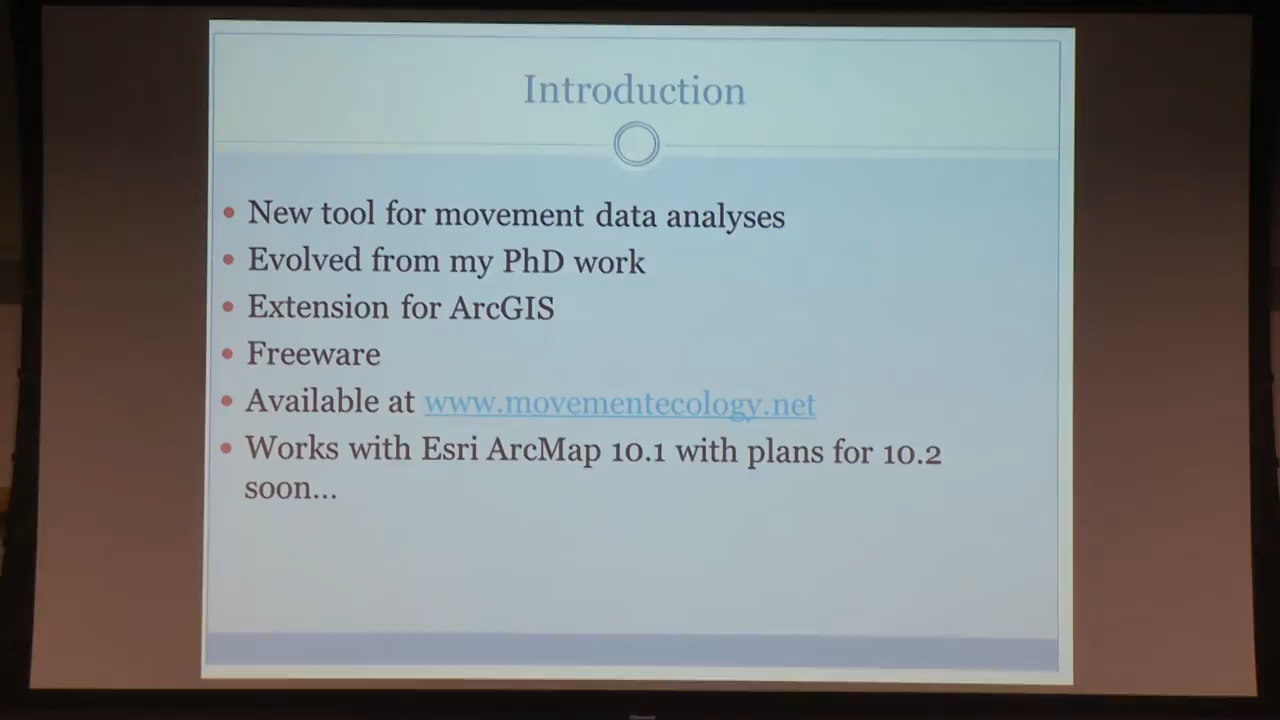 Introduction
• New tool for movement data analyses
• Evolved from my PhD work
• Extension for ArcGIS
• Freeware
• Available at www.movementecology.net
• Works with Esri ArcMap 10.1 with plans for 10.2
soon...